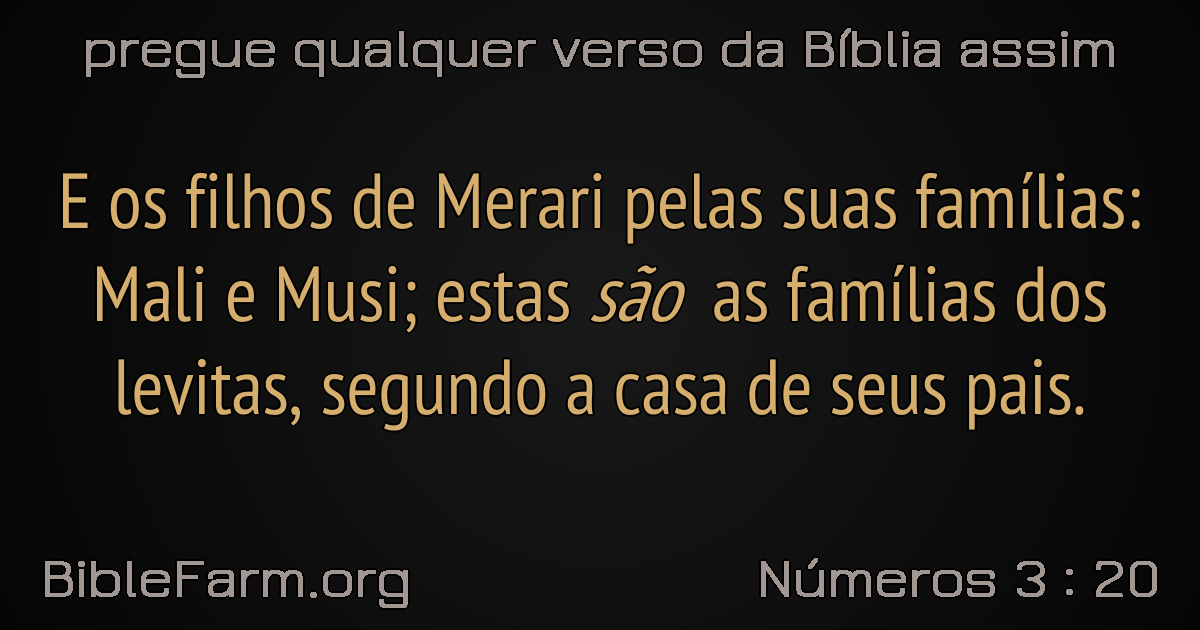 pregue qualquer verso da Bíblia assim
E os filhos de Merari pelas suas famílias:
Mali e Musi; estas são as famílias dos
levitas, segundo a casa de seus pais.
BibleFarm.org
Números 3 : 20